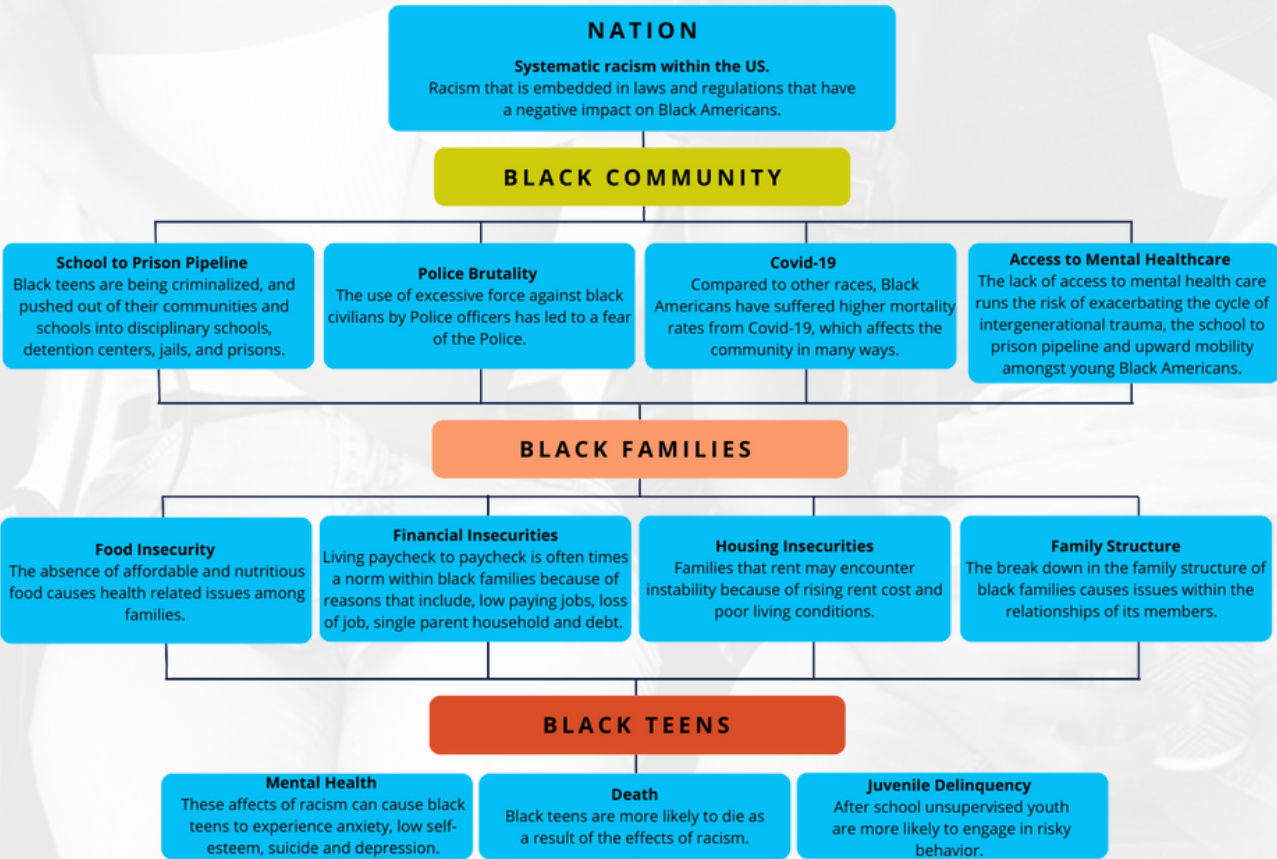 NATION
Systematic racism within the US.
Racism that is embedded in laws and regulations that have
a negative impact on Black Americans.
BLACK COMMUNITY
School to Prison Pipeline
Black teens are being criminalized, and
pushed out of their communities and
schools into disciplinary schools,
detention centers, jails, and prisons.
Police Brutality
The use of excessive force against black
civilians by Police officers has led to a fear
of the Police.
Covid-19
Compared to other races, Black
Americans have suffered higher mortality
rates from Covid-19, which affects the
community in many ways.
Access to Mental Healthcare
The lack of access to mental health care
runs the risk of exacerbating the cycle of
intergenerational trauma, the school to
prison pipeline and upward mobility
amongst young Black Americans.
BLACK FAMILIES
Food Insecurity
The absence of affordable and nutritious
food causes health related issues among
families.
Financial Insecurities
Living paycheck to paycheck is often times
a norm within black families because of
reasons that include, low paying jobs, loss
of job, single parent household and debt.
Housing Insecurities
Families that rent may encounter
instability because of rising rent cost and
poor living conditions.
Family Structure
The break down in the family structure of
black families causes issues within the
relationships of its members.
BLACK TEENS
Mental Health
These affects of racism can cause black
teens to experience anxiety, low self-
esteem, suicide and depression.
Death
Black teens are more likely to die as
a result of the effects of racism.
Juvenile Delinquency
After school unsupervised youth
are more likely to engage in risky
behavior.